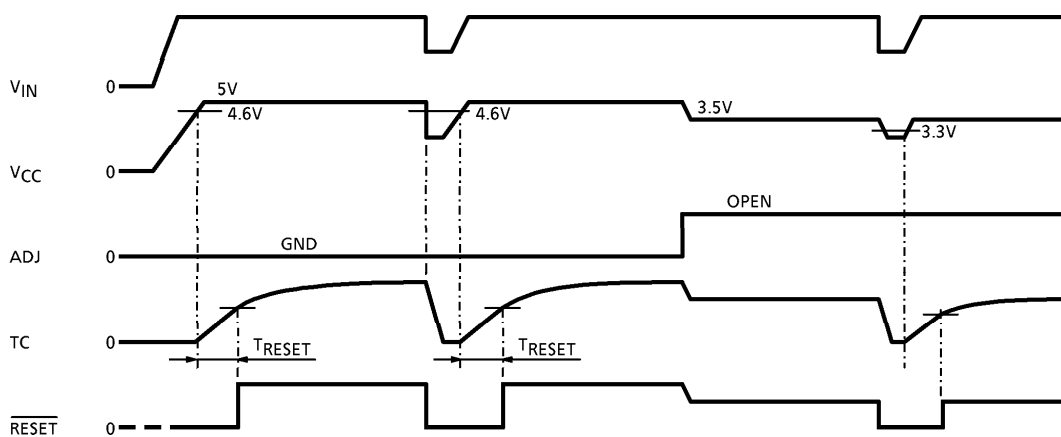 V_IN 0
5V
4.6V 4.6V 3.5V 3.3V
V_CC 0
OPEN
GND
ADJ 0
TC 0
T_RESET T_RESET
R̅E̅S̅E̅T̅ 0